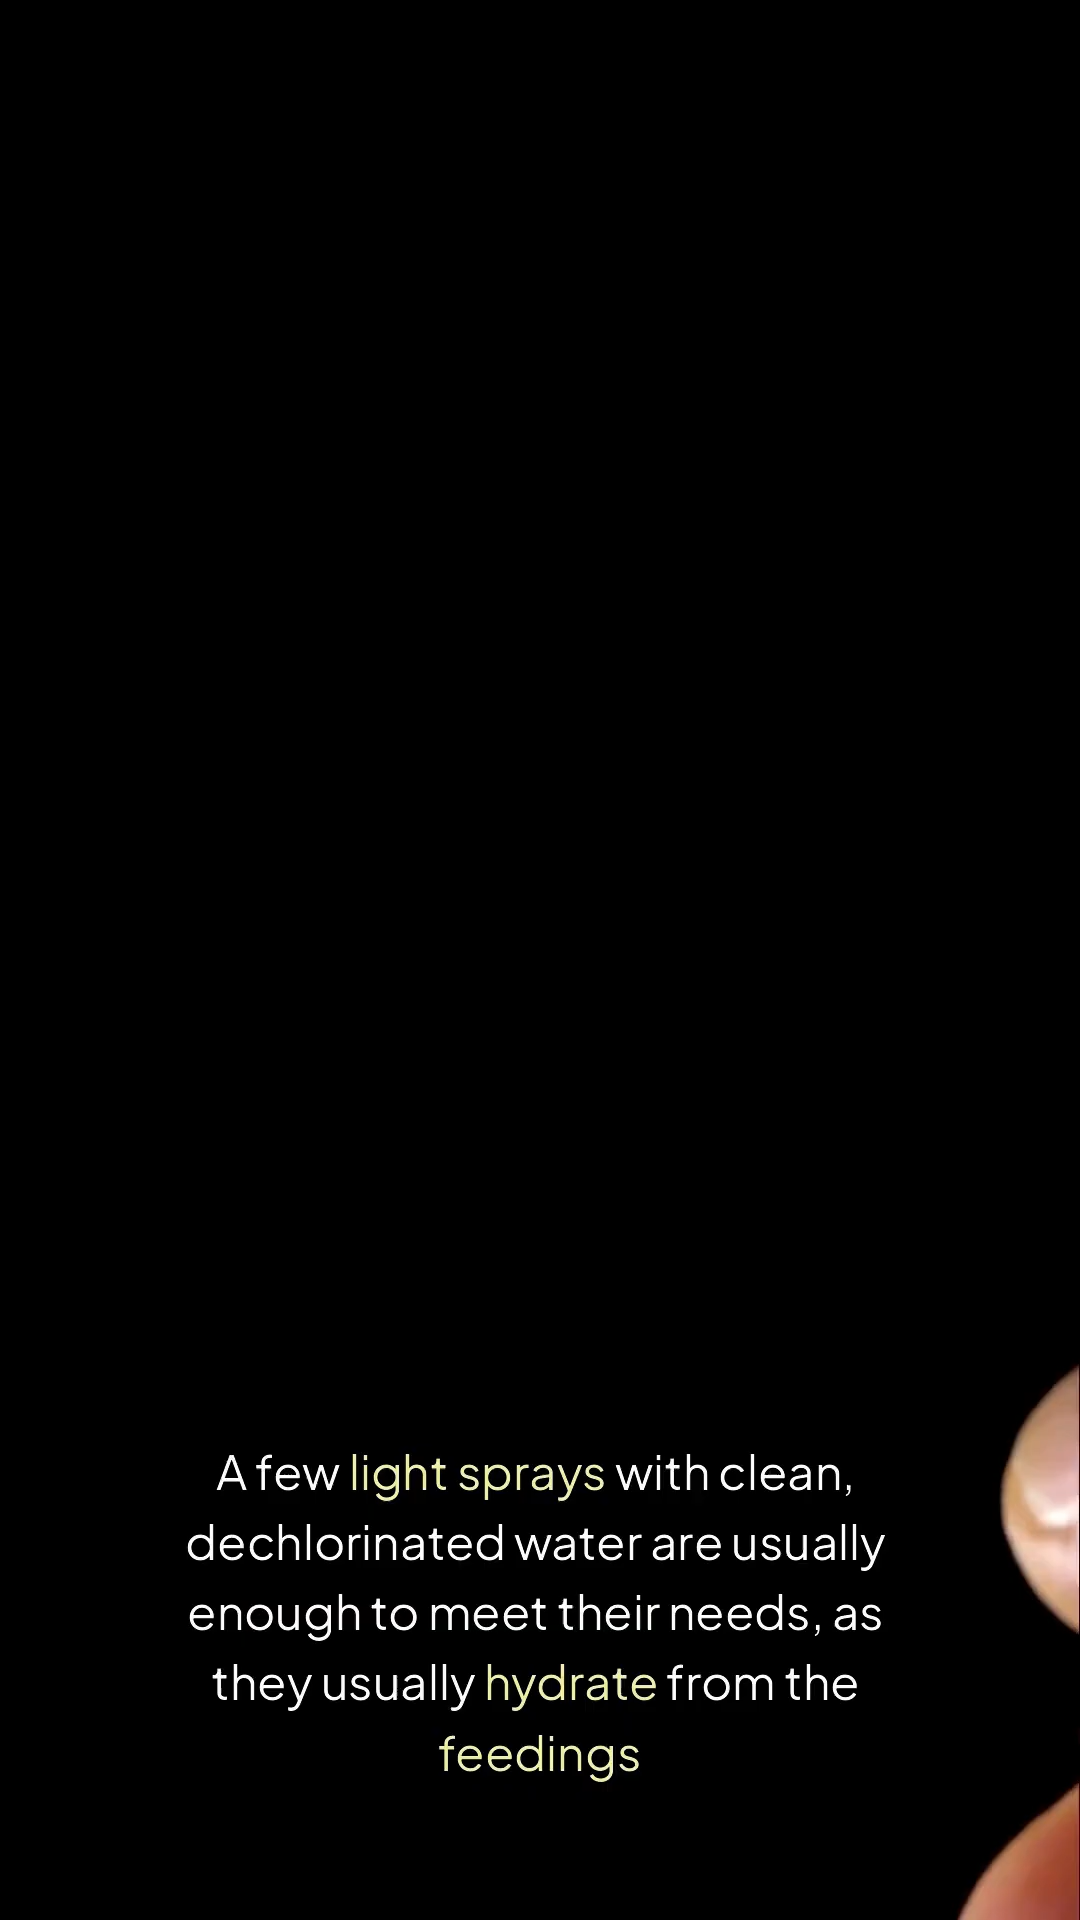 A few light sprays with clean,
dechlorinated water are usually
enough to meet their needs, as
they usually hydrate from the
feedings